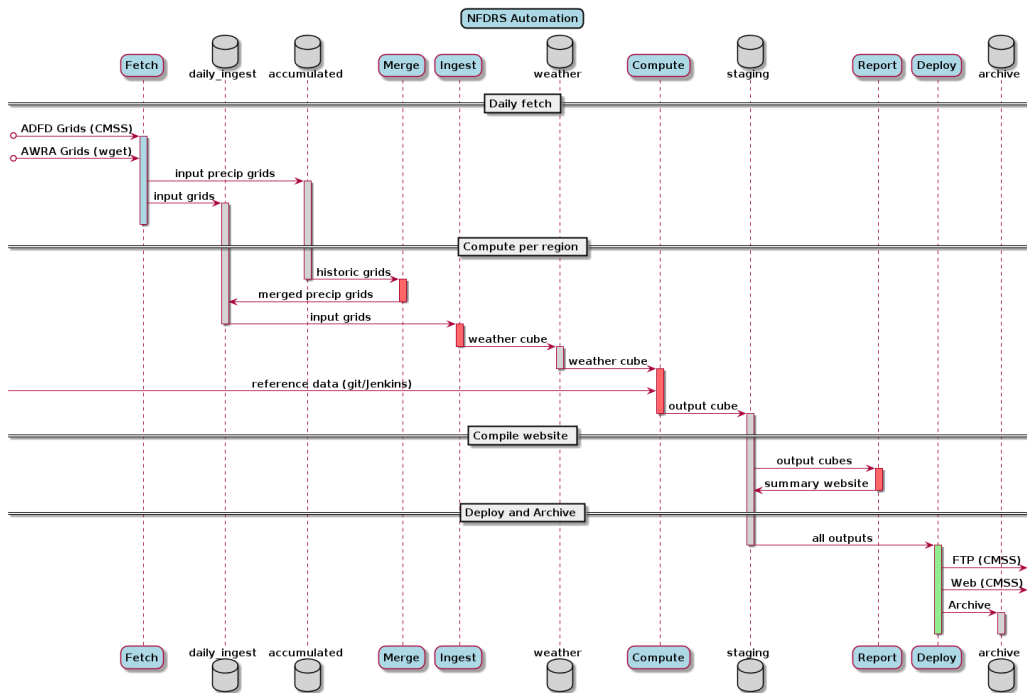 NFDRS Automation
Fetch
daily_ingest
accumulated
Merge
Ingest
weather
Compute
staging
Report
Deploy
archive
Daily fetch
ADFD Grids (CMSS)
AWRA Grids (wget)
input precip grids
input grids
Compute per region
historic grids
merged precip grids
input grids
weather cube
weather cube
reference data (git/Jenkins)
output cube
Compile website
output cubes
summary website
Deploy and Archive
all outputs
FTP (CMSS)
Web (CMSS)
Archive
Fetch
daily_ingest
accumulated
Merge
Ingest
weather
Compute
staging
Report
Deploy
archive